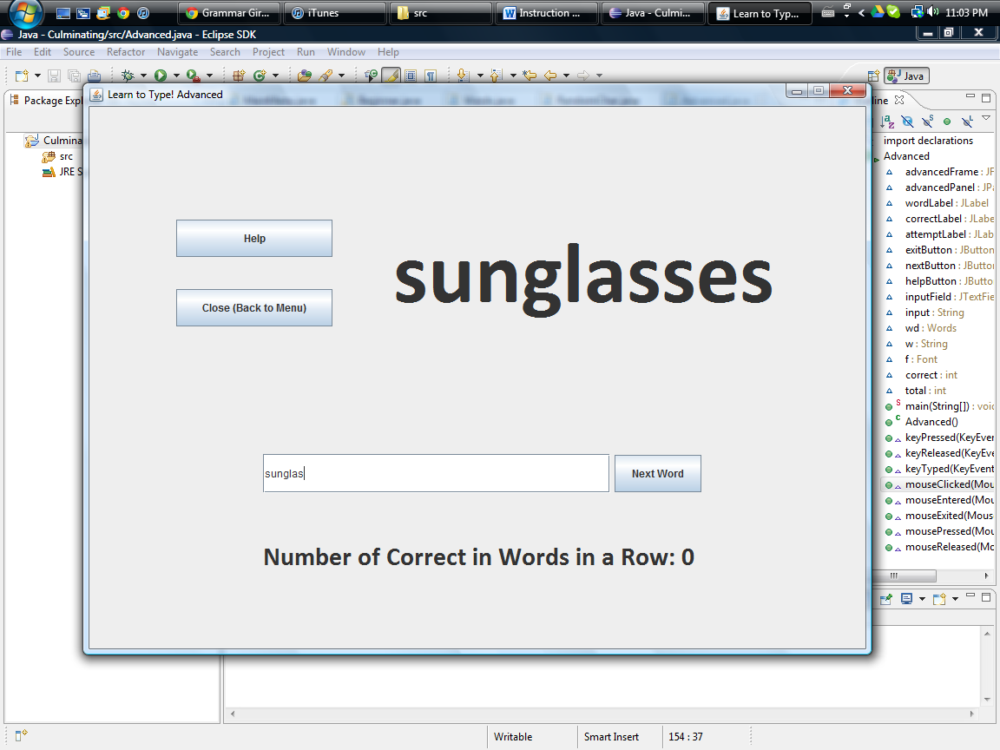 Grammar Gir...
iTunes
src
Instruction ...
Java - Culmi...
Learn to Typ...
11:03 PM
Java - Culminating/src/Advanced.java - Eclipse SDK
File Edit Source Refactor Navigate Search Project Run Window Help
Java
Learn to Type! Advanced
Package Expl
line
Culmina
src
JRE S
Help
Close (Back to Menu)
sunglasses
sunglas
Next Word
Number of Correct in Words in a Row: 0
import declarations
Advanced
advancedFrame : JF
advancedPanel : JPa
wordLabel : JLabel
correctLabel : JLabe
attemptLabel : JLab
exitButton : JButton
nextButton : JButton
helpButton : JButto
inputField : JTextFie
input : String
wd : Words
w : String
f : Font
correct : int
total : int
main(String[]) : voic
Advanced()
keyPressed(KeyEver
keyReleased(KeyEve
keyTyped(KeyEvent
mouseClicked(Mou
mouseEntered(Mou
mouseExited(Mous
mousePressed(Mou
mouseReleased(Mo
Writable
Smart Insert
154 : 37